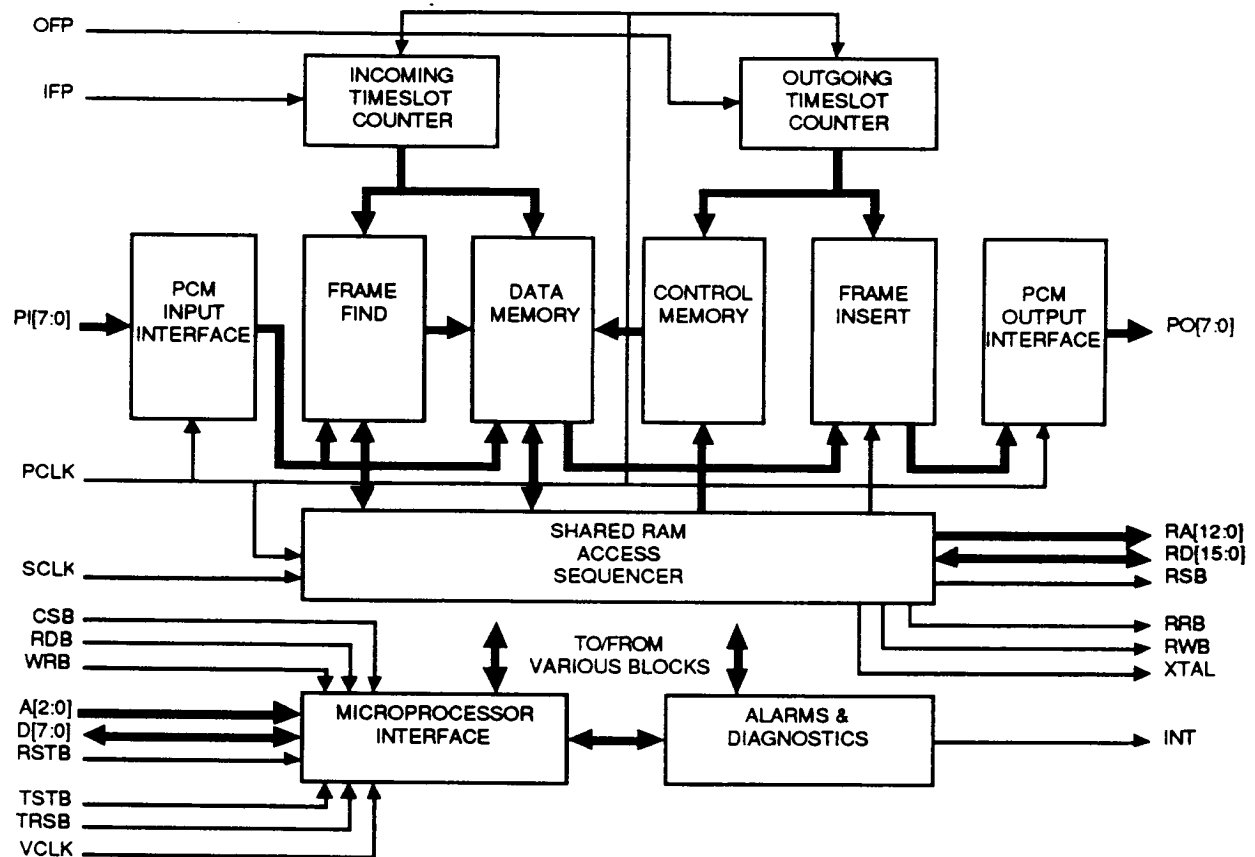 OFP
IFP
INCOMING
TIMESLOT
COUNTER
OUTGOING
TIMESLOT
COUNTER
PI[7:0]
PCM
INPUT
INTERFACE
FRAME
FIND
DATA
MEMORY
CONTROL
MEMORY
FRAME
INSERT
PCM
OUTPUT
INTERFACE
PO[7:0]
PCLK
SCLK
SHARED RAM
ACCESS
SEQUENCER
RA[12:0]
RD[15:0]
RSB
RRB
RWB
XTAL
CSB
RDB
WRB
TO/FROM
VARIOUS BLOCKS
A[2:0]
D[7:0]
RSTB
MICROPROCESSOR
INTERFACE
ALARMS &
DIAGNOSTICS
INT
TSTB
TRSB
VCLK